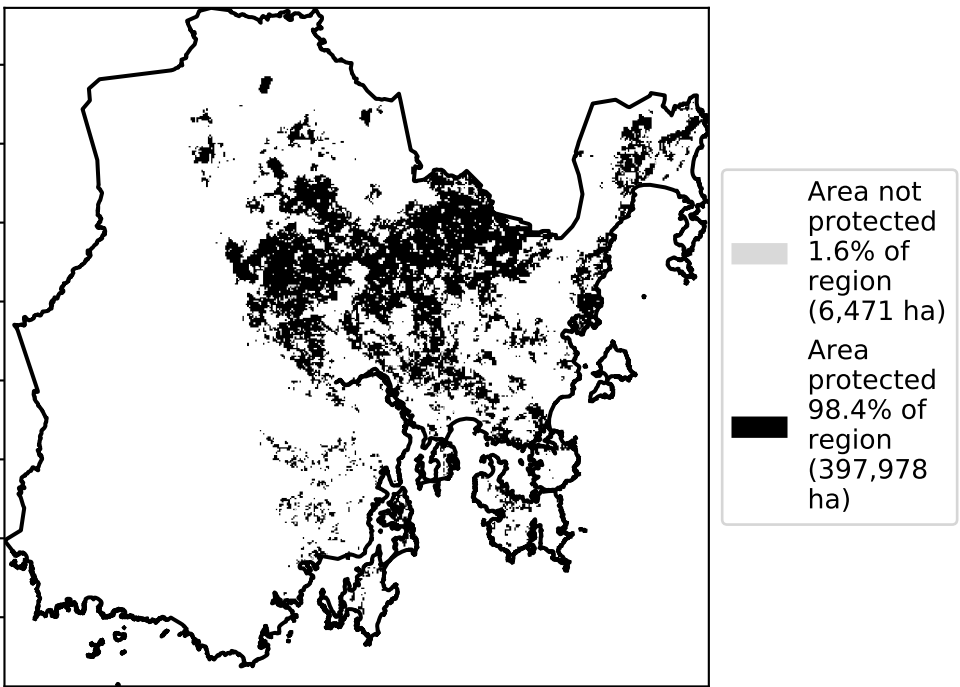 Area not
protected
1.6% of
region
(6,471 ha)
Area
protected
98.4% of
region
(397,978
ha)